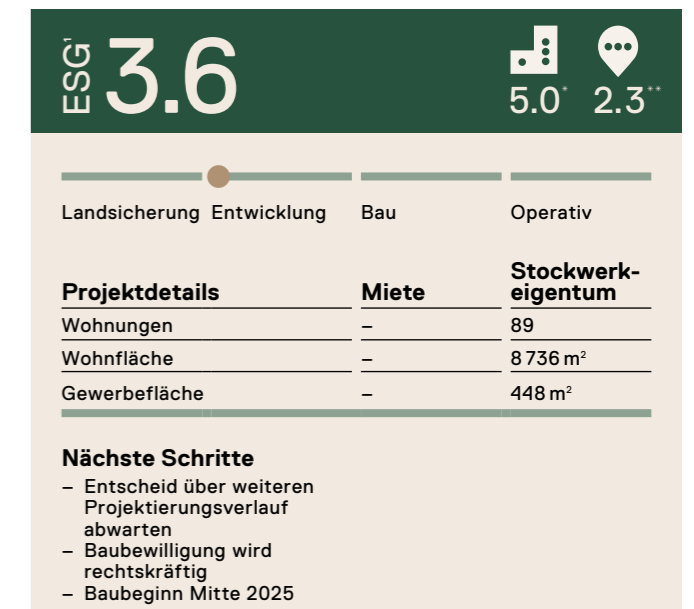 ESG¹ 3.6
5.0* 2.3**
Landsicherung Entwicklung Bau Operativ
Stockwerk-
Projektdetails Miete eigentum
Wohnungen – 89
Wohnfläche – 8 736 m²
Gewerbefläche – 448 m²
Nächste Schritte
– Entscheid über weiteren
Projektierungsverlauf
abwarten
– Baubewilligung wird
rechtskräftig
– Baubeginn Mitte 2025